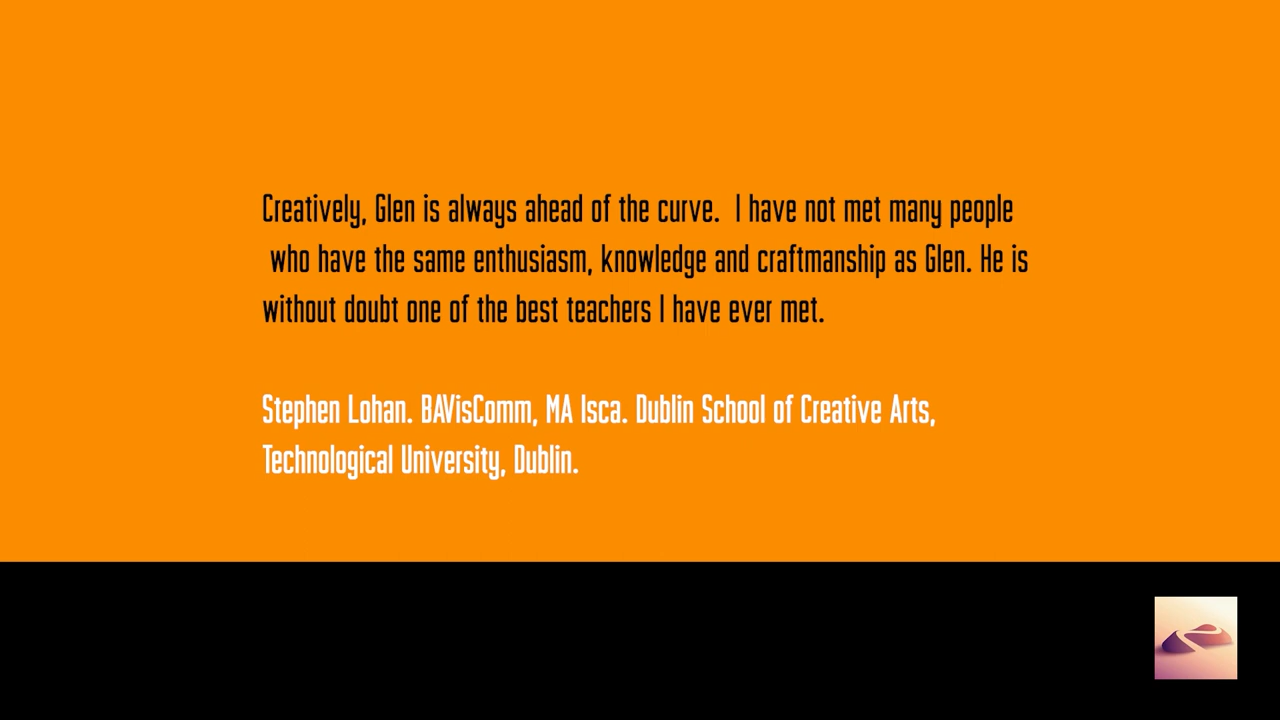 Creatively, Glen is always ahead of the curve.  I have not met many people
who have the same enthusiasm, knowledge and craftmanship as Glen. He is
without doubt one of the best teachers I have ever met.
Stephen Lohan. BAVisComm, MA Isca. Dublin School of Creative Arts,
Technological University, Dublin.